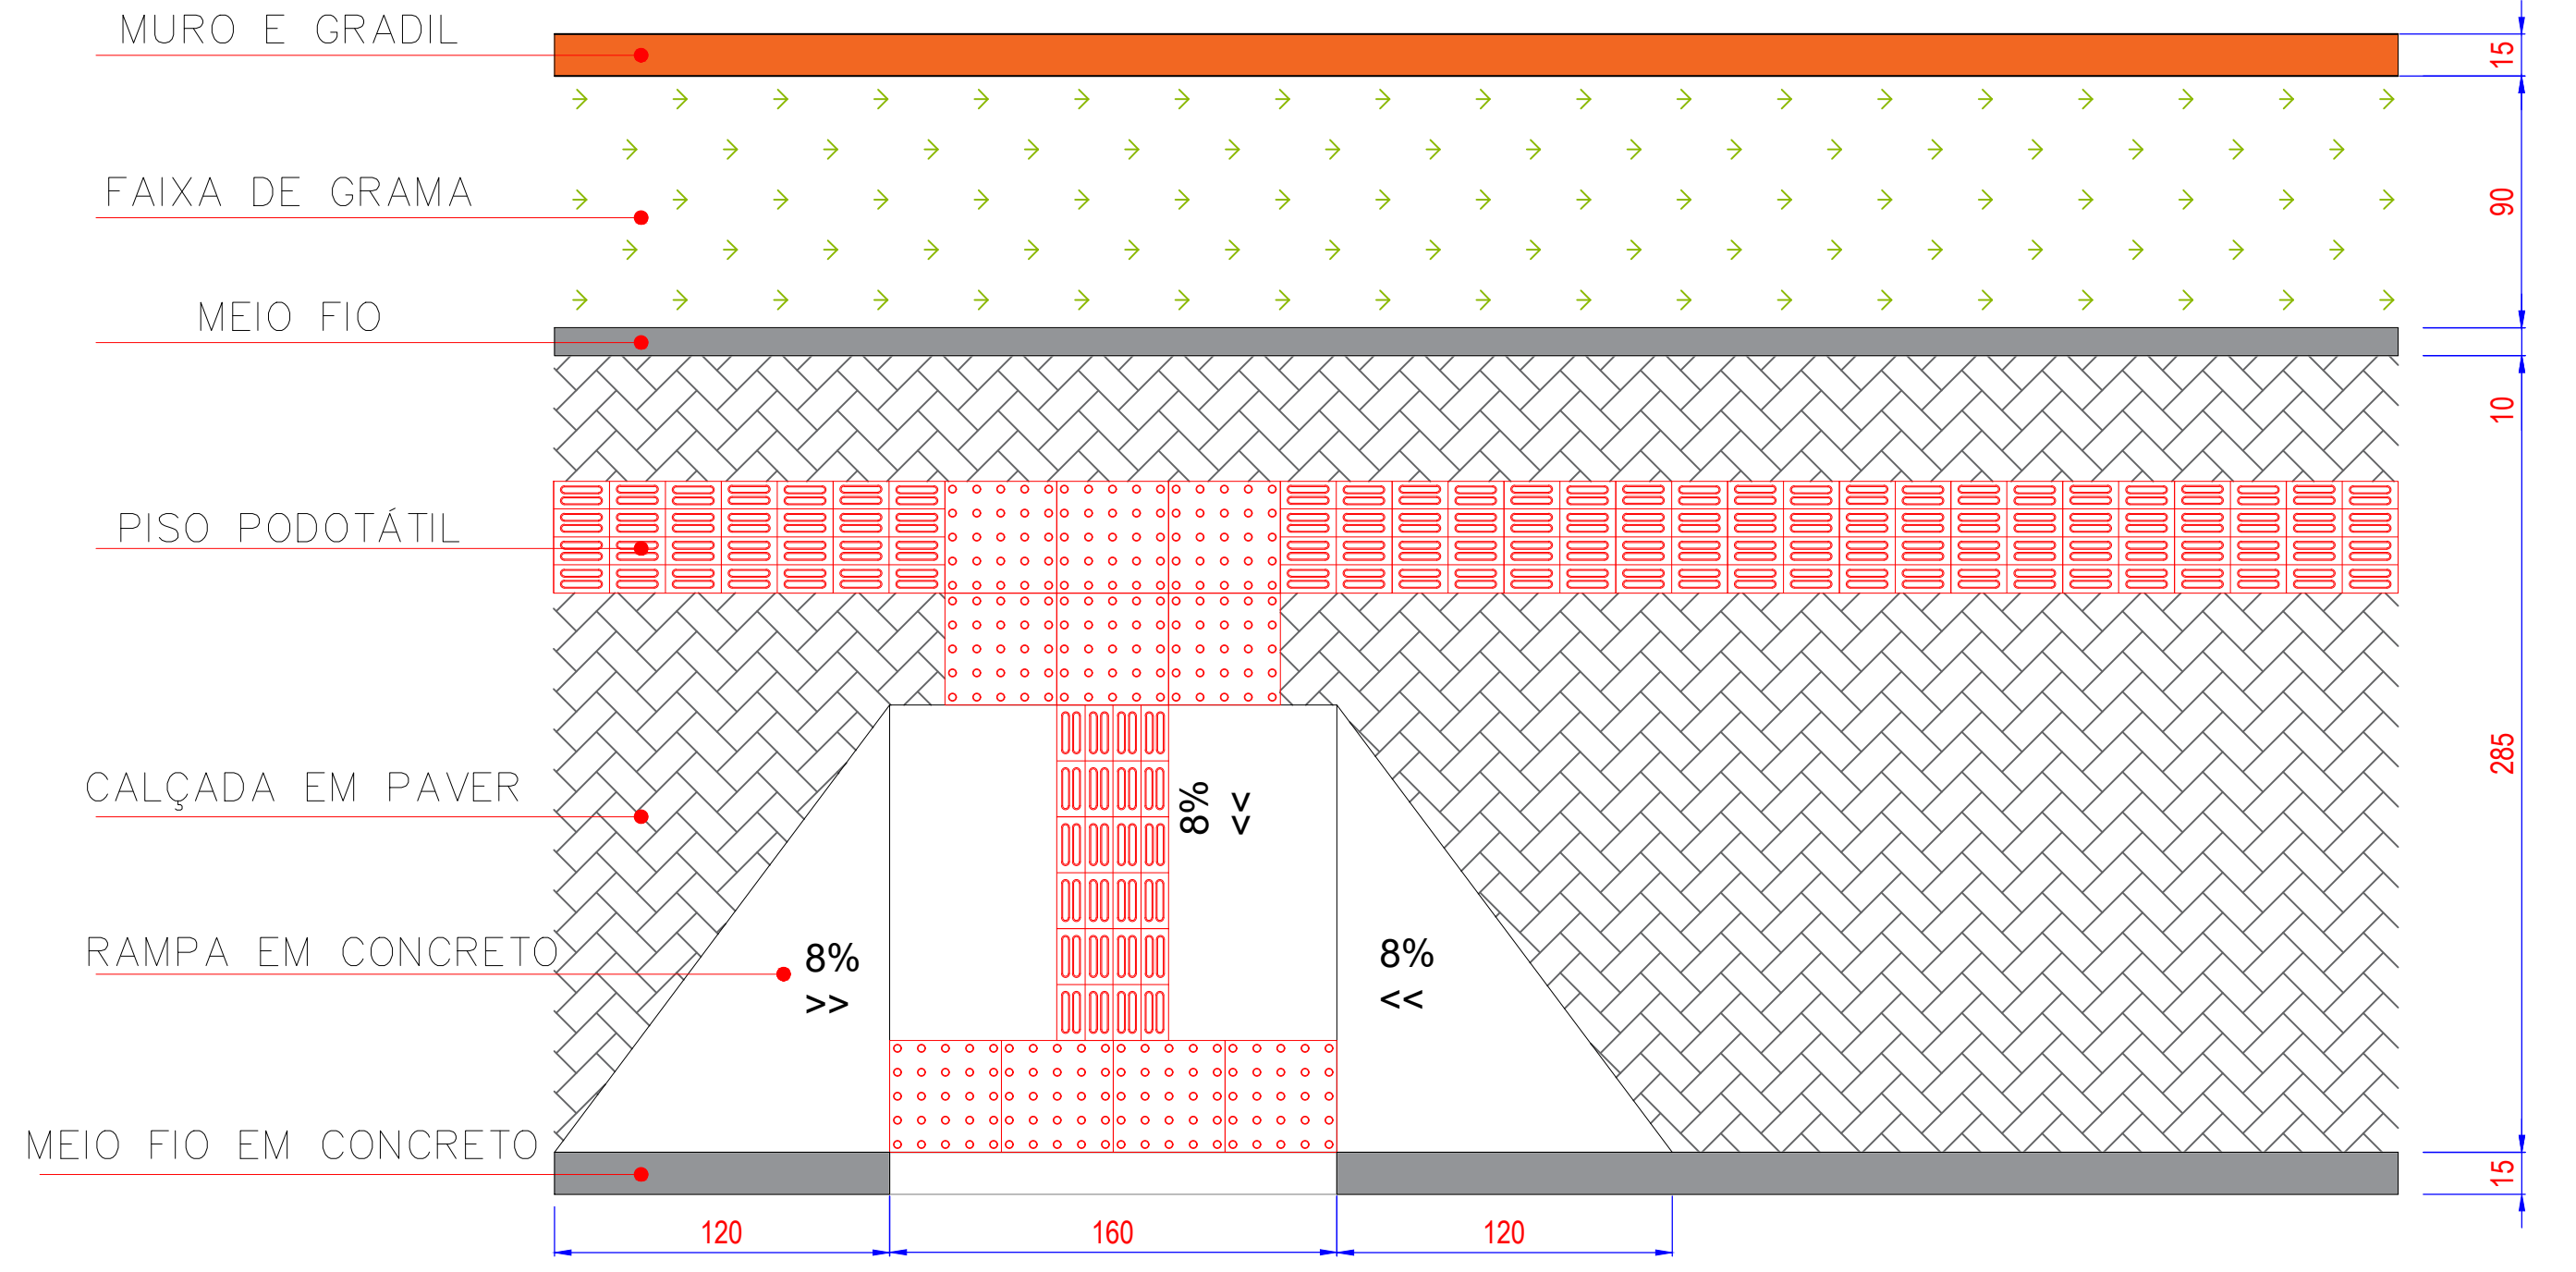 MURO E GRADIL
15
FAIXA DE GRAMA
90
MEIO FIO
10
PISO PODOTÁTIL
285
CALÇADA EM PAVER
8%
<<
RAMPA EM CONCRETO
8%
>>
8%
<<
MEIO FIO EM CONCRETO
15
120
160
120